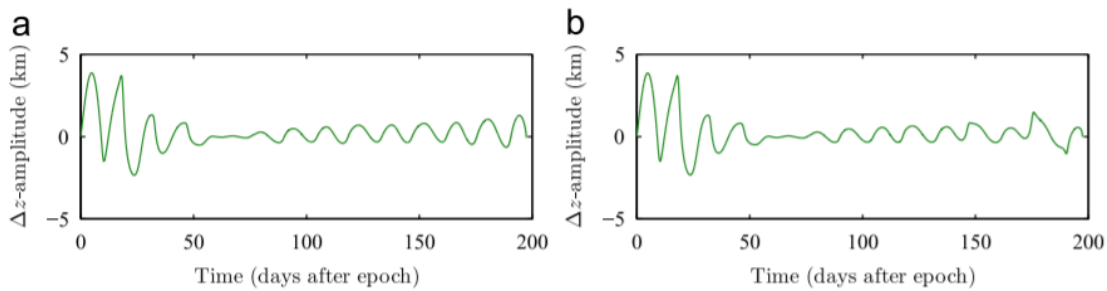 a
Δz-amplitude (km)
5
0
−5
0 50 100 150 200
Time (days after epoch)
b
Δz-amplitude (km)
5
0
−5
0 50 100 150 200
Time (days after epoch)